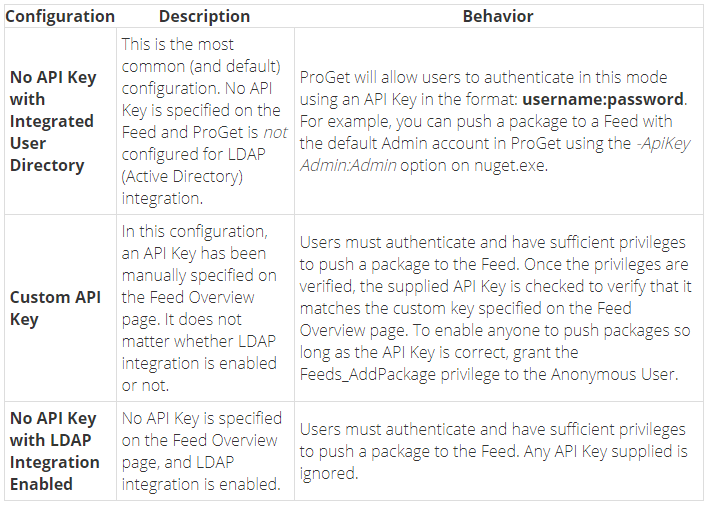 Configuration Description Behavior
No API Key
with
Integrated
User
Directory
This is the most
common (and default)
configuration. No API
Key is specified on the
Feed and ProGet is not
configured for LDAP
(Active Directory)
integration.
ProGet will allow users to authenticate in this mode
using an API Key in the format: username:password.
For example, you can push a package to a Feed with
the default Admin account in ProGet using the -ApiKey
Admin:Admin option on nuget.exe.
Custom API
Key
In this configuration,
an API Key has been
manually specified on
the Feed Overview
page. It does not
matter whether LDAP
integration is enabled
or not.
Users must authenticate and have sufficient privileges
to push a package to the Feed. Once the privileges are
verified, the supplied API Key is checked to verify that it
matches the custom key specified on the Feed
Overview page. To enable anyone to push packages so
long as the API Key is correct, grant the
Feeds_AddPackage privilege to the Anonymous User.
No API Key
with LDAP
Integration
Enabled
No API Key is specified
on the Feed Overview
page, and LDAP
integration is enabled.
Users must authenticate and have sufficient privileges
to push a package to the Feed. Any API Key supplied is
ignored.